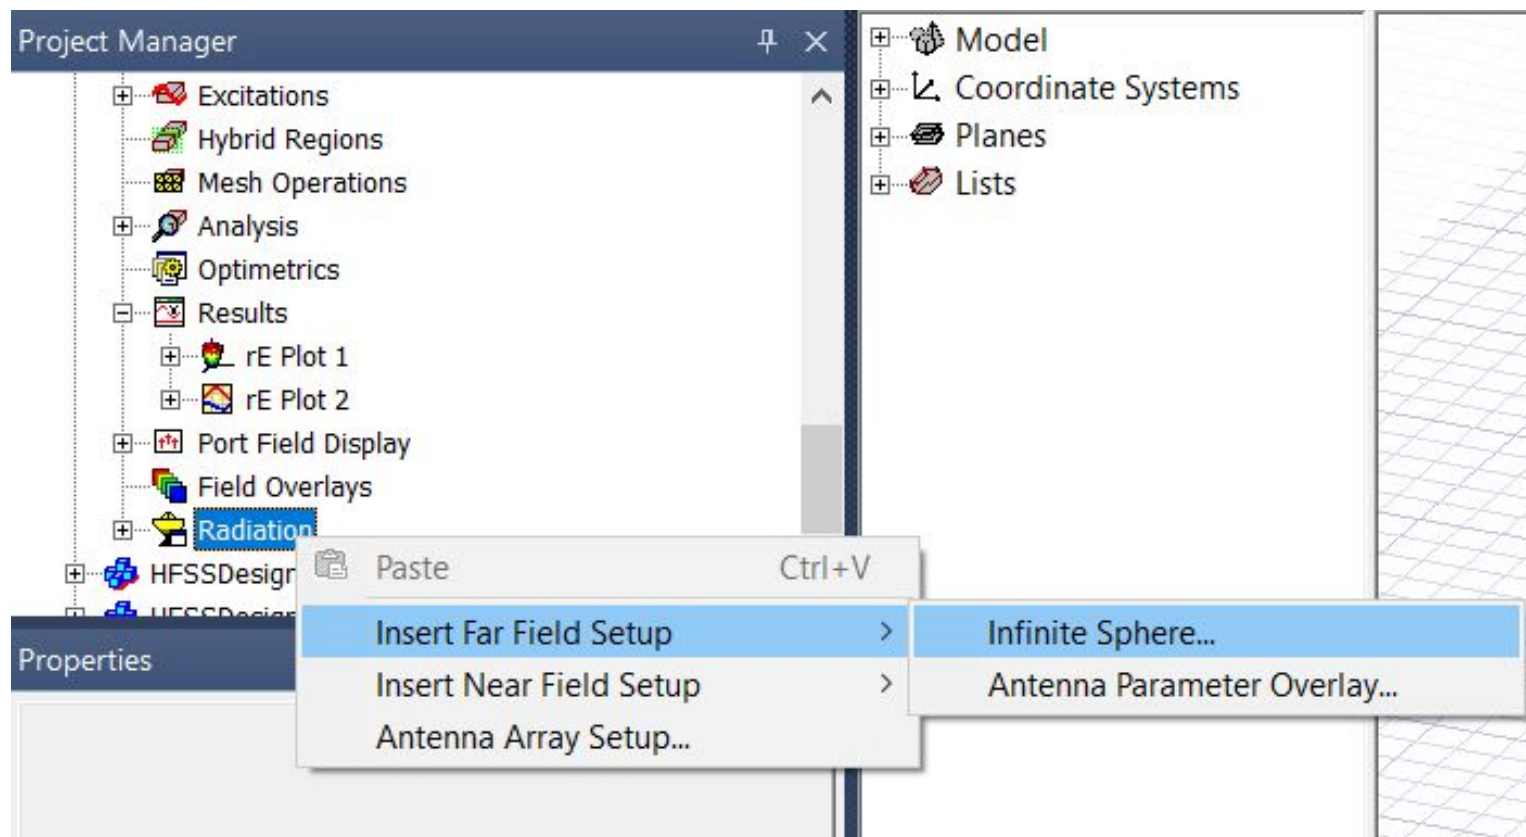 Project Manager
Excitations
Hybrid Regions
Mesh Operations
Analysis
Optimetrics
Results
rE Plot 1
rE Plot 2
Port Field Display
Field Overlays
Radiation
HFSSDesign
HFSSDesign
Properties
Model
Coordinate Systems
Planes
Lists
Paste Ctrl+V
Insert Far Field Setup
Insert Near Field Setup
Antenna Array Setup...
Infinite Sphere...
Antenna Parameter Overlay...